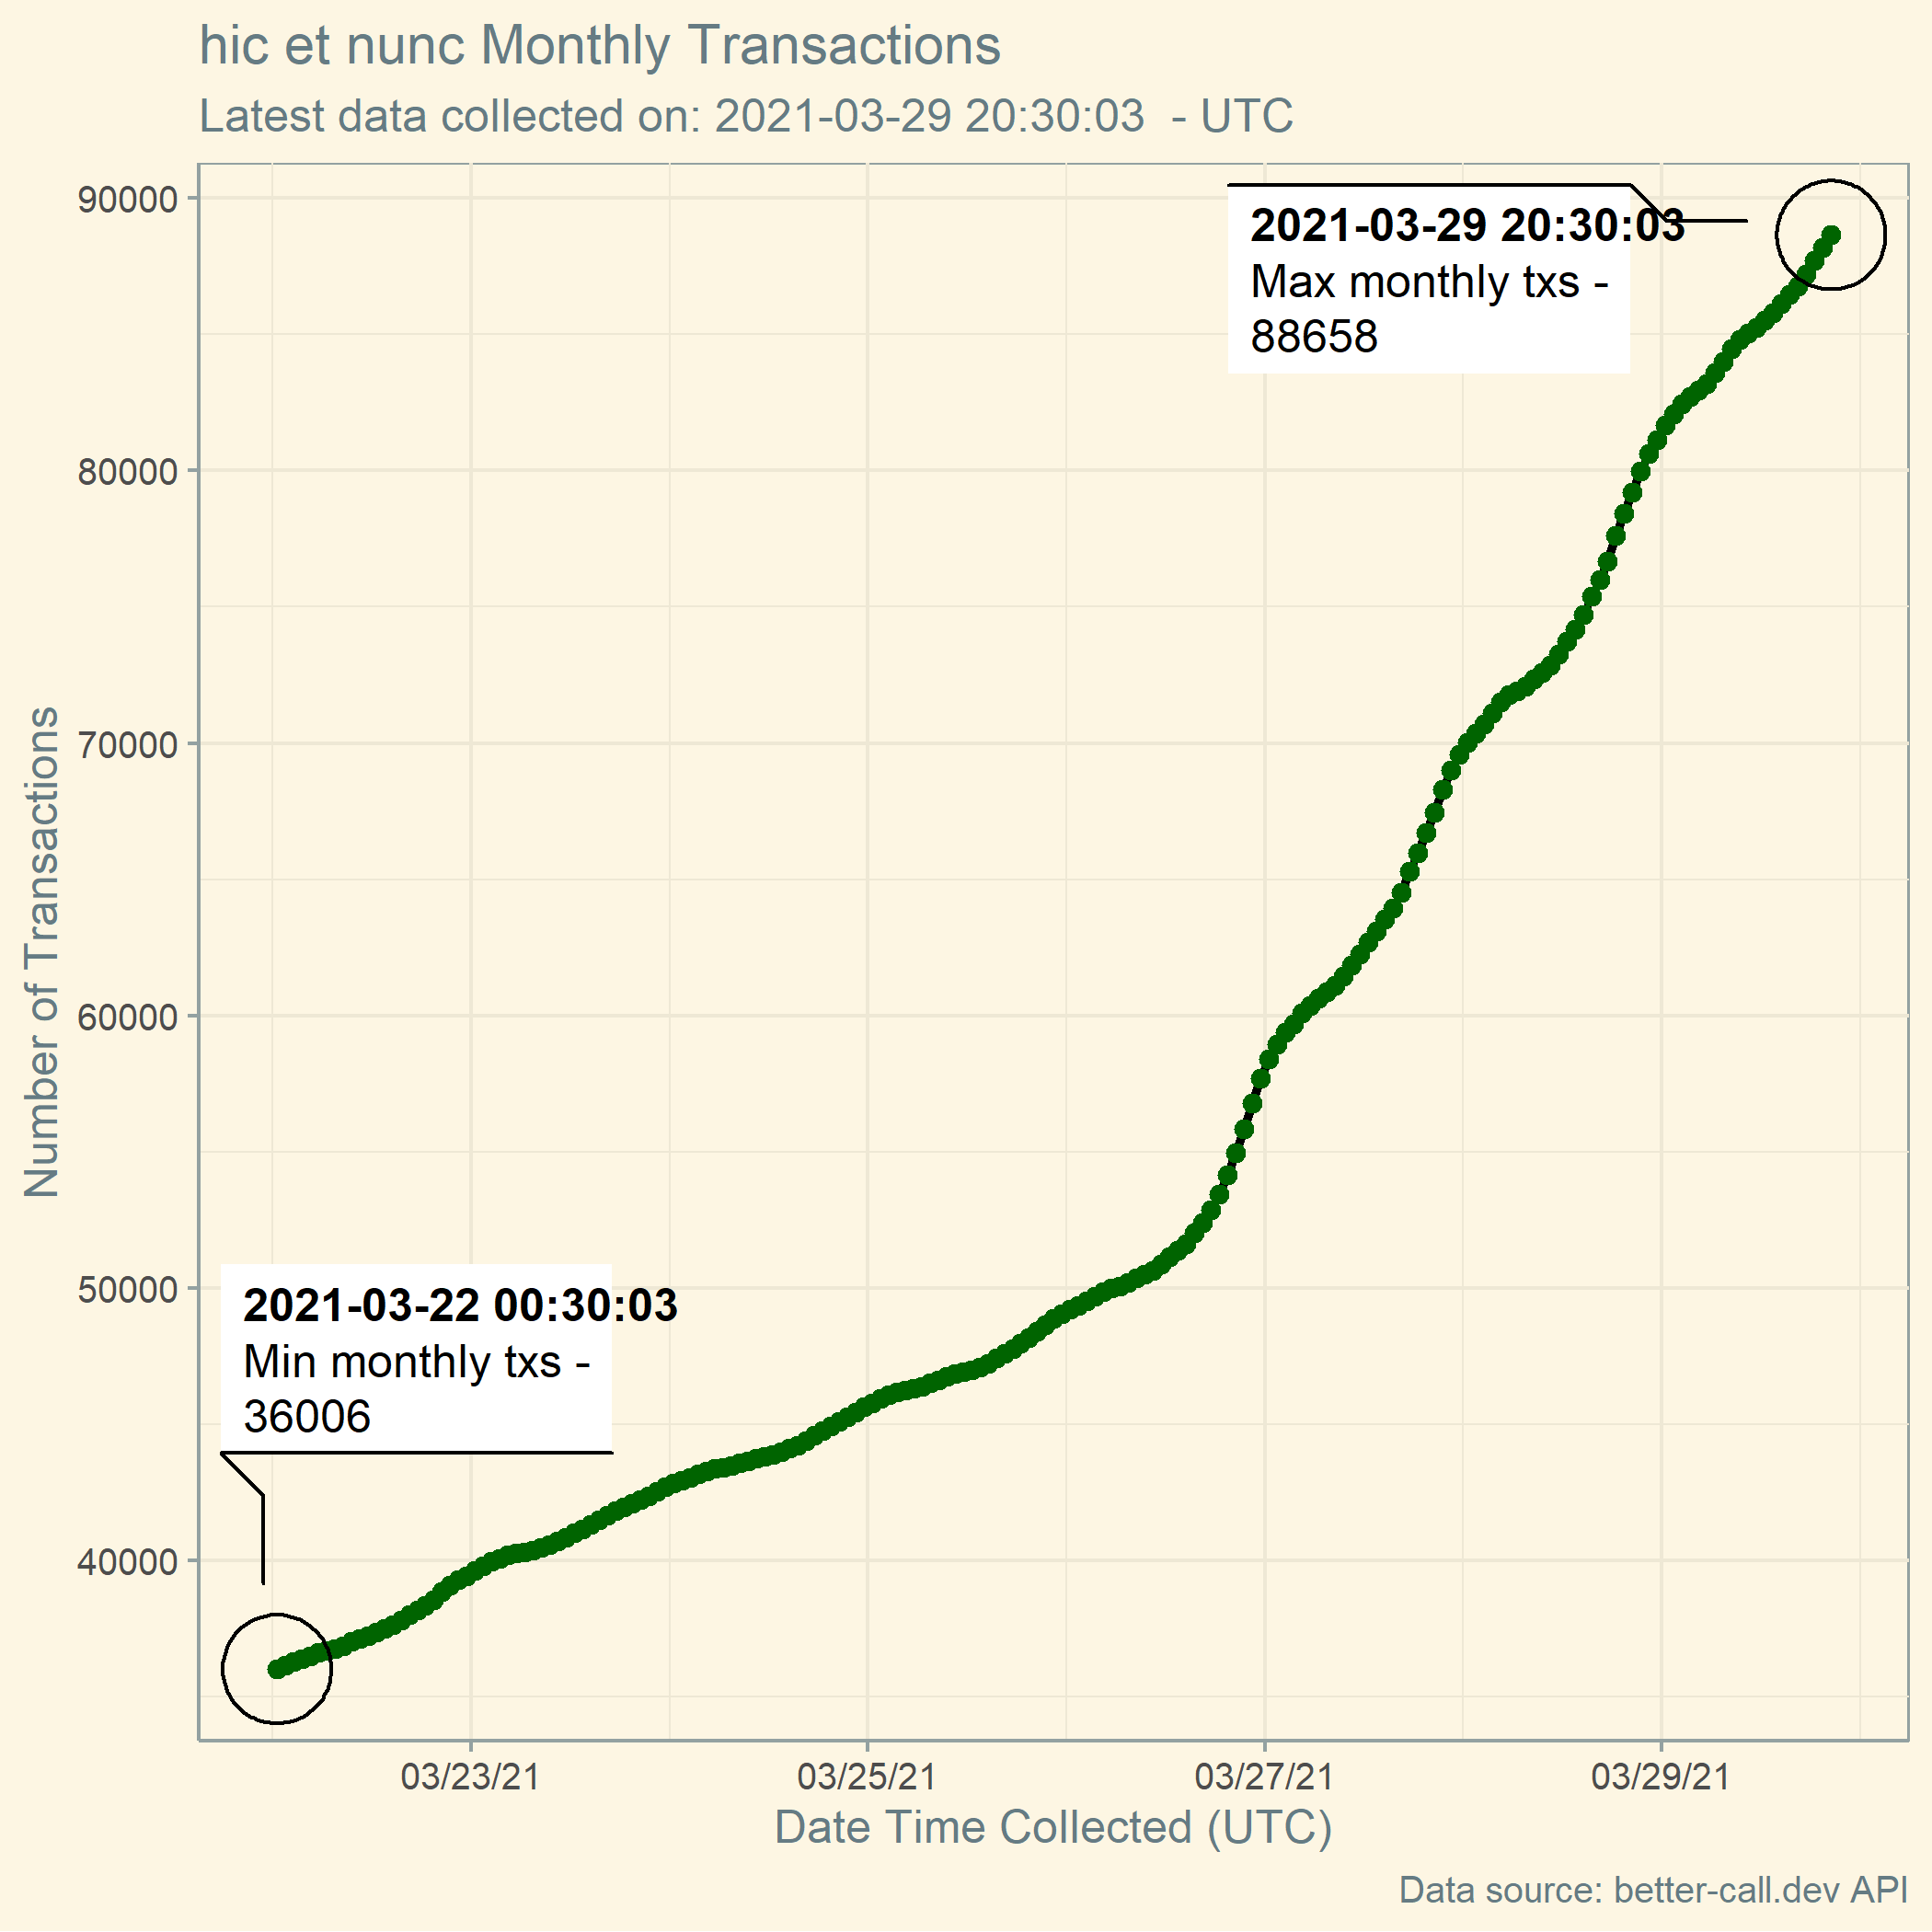 hic et nunc Monthly Transactions
Latest data collected on: 2021-03-29 20:30:03  - UTC
90000
2021-03-29 20:30:03
Max monthly txs -
88658
80000
70000
Number of Transactions
60000
50000
2021-03-22 00:30:03
Min monthly txs -
36006
40000
03/23/21
03/25/21
03/27/21
03/29/21
Date Time Collected (UTC)
Data source: better-call.dev API